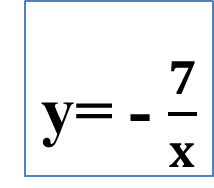 y= - 7/x